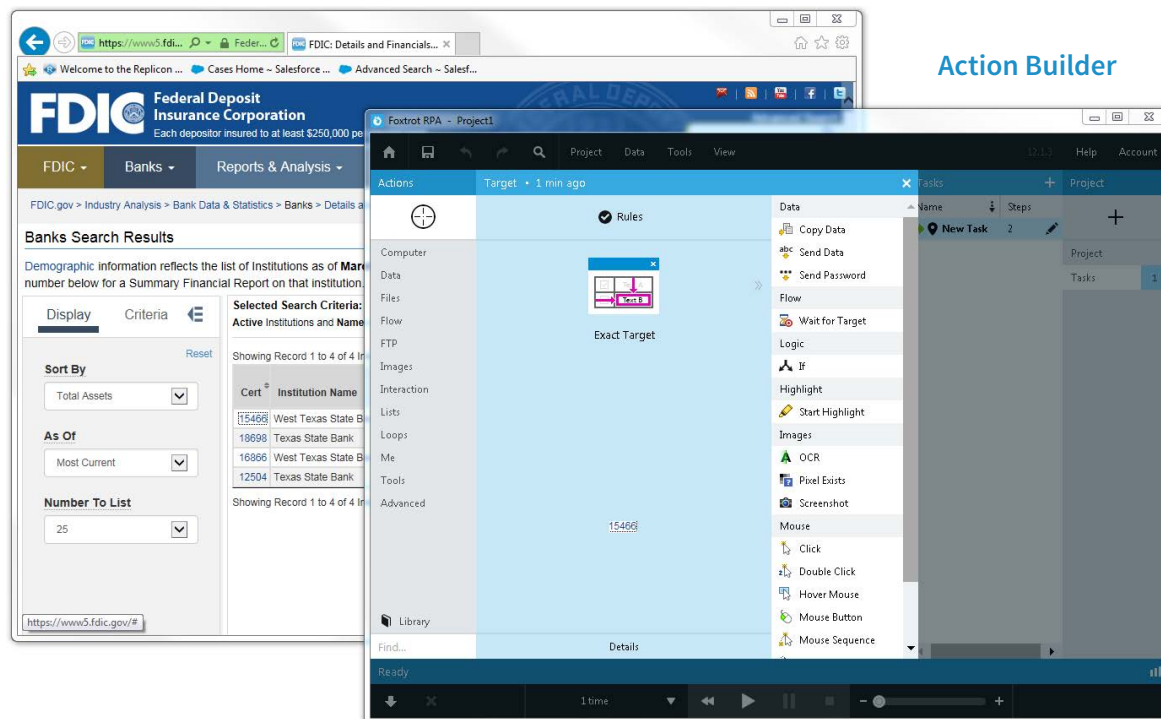 Action Builder
https://www5.fdi...
Feder...
FDIC: Details and Financials...
Welcome to the Replicon ...
Cases Home ~ Salesforce ...
Advanced Search ~ Salesf...
FDIC
Federal Deposit
Insurance Corporation
Each depositor insured to at least $250,000 pe
FDIC
Banks
Reports & Analysis
FDIC.gov > Industry Analysis > Bank Data & Statistics > Banks > Details a
Banks Search Results
Demographic information reflects the list of Institutions as of Mar
number below for a Summary Financial Report on that institution.
Display
Criteria
Reset
Sort By
Total Assets
As Of
Most Current
Number To List
25
Selected Search Criteria:
Active Institutions and Name
Showing Record 1 to 4 of 4 In
Cert Institution Name
15466 West Texas State B
18698 Texas State Bank
16866 West Texas State B
12504 Texas State Bank
Showing Record 1 to 4 of 4 In
https://www5.fdic.gov/#
Foxtrot RPA - Project1
Project Data Tools View
12.1.3
Help Account
Actions
Target • 1 min ago
Tasks
Project
Computer
Data
Files
Flow
FTP
Images
Interaction
Lists
Loops
Me
Tools
Advanced
Library
Find...
Rules
Text B
Exact Target
15466
Details
Data
Copy Data
abc Send Data
Send Password
Flow
Wait for Target
Logic
If
Highlight
Start Highlight
Images
A OCR
Pixel Exists
Screenshot
Mouse
Click
2 Double Click
Hover Mouse
Mouse Button
Mouse Sequence
Name Steps
New Task 2
Project
Tasks 1
Ready
1 time